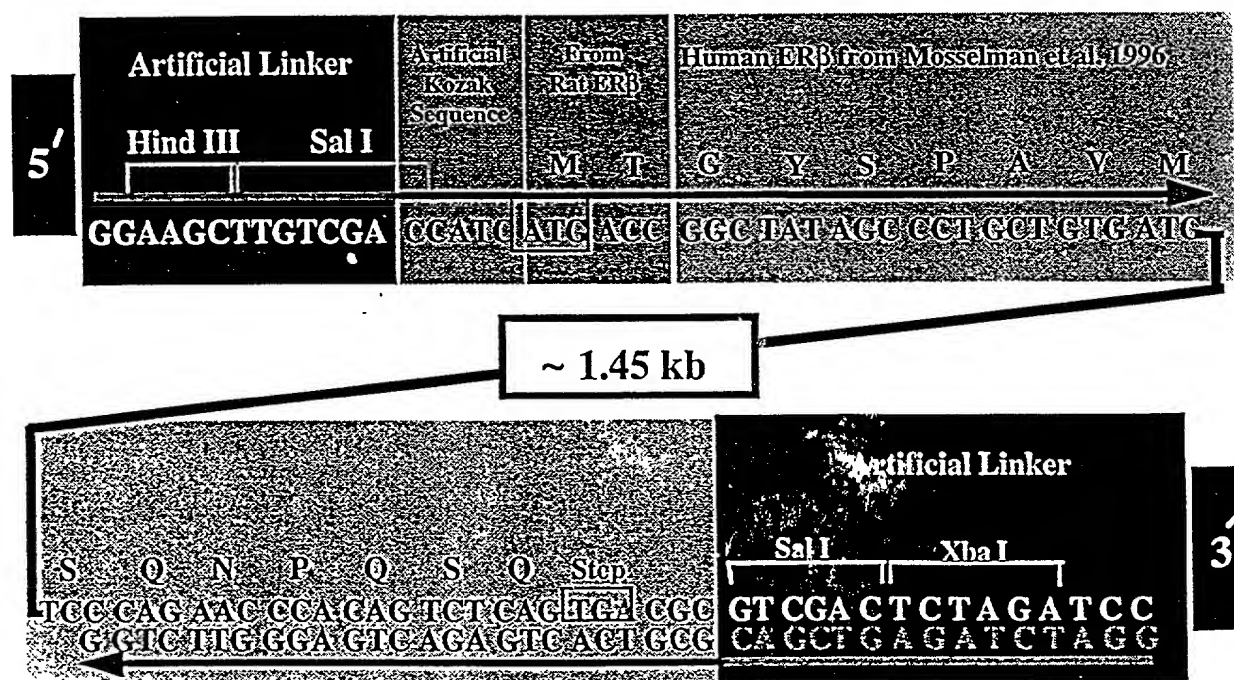 Artificial Linker
Artificial
Kozak
Sequence
From
Rat ERβ
Human ERβ from Mosselman et al, 1996
Hind III Sal I
M T G Y S P A V M
5'
GGAAGCTTGTCGA CCATC ATG ACC GGC TAT AGC CCT GCT GTG ATG
~ 1.45 kb
Artificial Linker
Sal I Xba I
3'
S Q N P Q S Q Stop
TCC CAG AAC CCA CAG TCT CAG TGA CGC GT CGAC TCTAGATCC
G GTC TTG GGA GTC AGA GTC ACT GCG CAGCTGAGATCTAGG